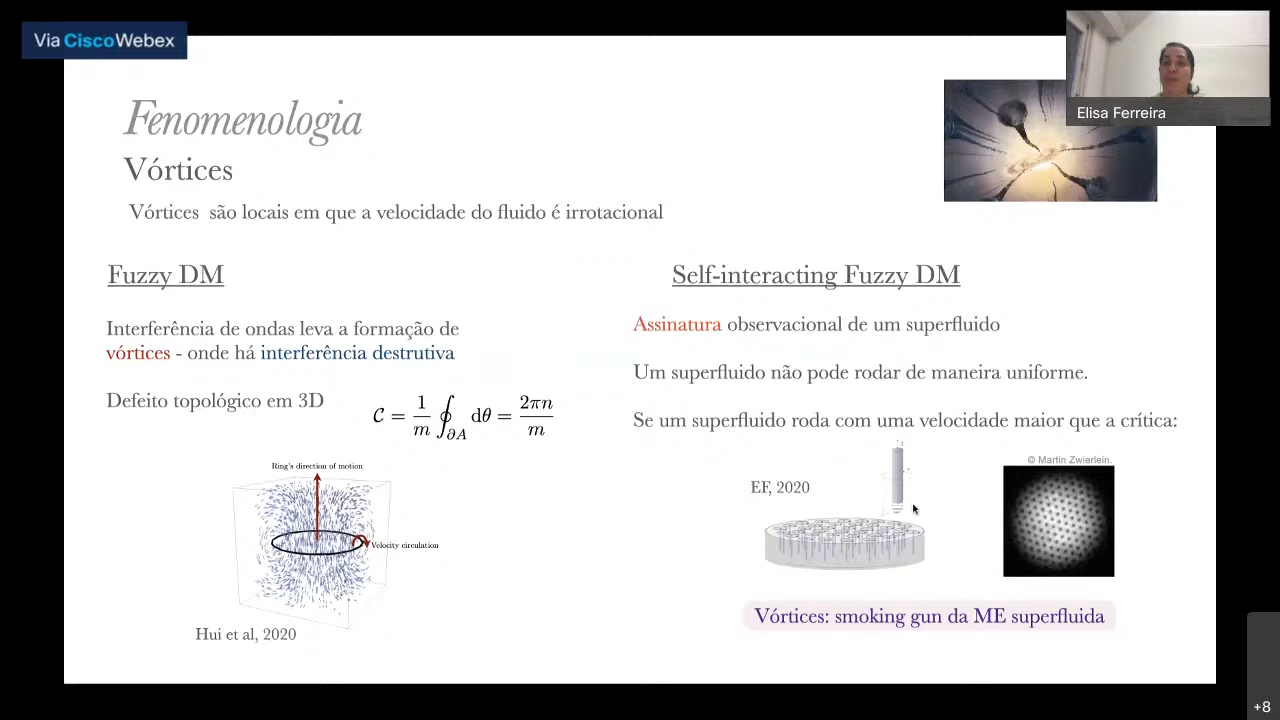 Via CiscoWebex
Elisa Ferreira
Fenomenologia
Vórtices
Vórtices são locais em que a velocidade do fluido é irrotacional
Fuzzy DM
Interferência de ondas leva a formação de
vórtices - onde há interferência destrutiva
Defeito topológico em 3D
C = 1/m ∮∂A dθ = 2πn/m
Ring's direction of motion
Velocity circulation
Hui et al, 2020
Self-interacting Fuzzy DM
Assinatura observacional de um superfluido
Um superfluido não pode rodar de maneira uniforme.
Se um superfluido roda com uma velocidade maior que a crítica:
EF, 2020
© Martin Zwierlein.
Vórtices: smoking gun da ME superfluida
+8